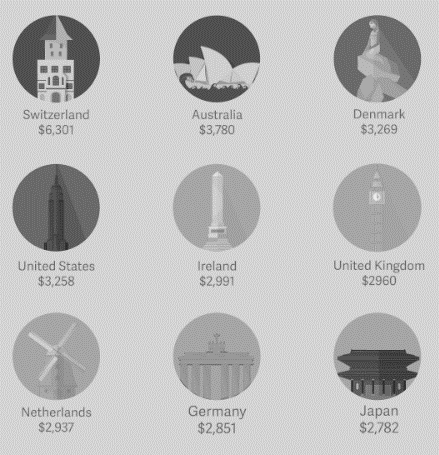 Switzerland
$6,301
Australia
$3,780
Denmark
$3,269
United States
$3,258
Ireland
$2,991
United Kingdom
$2960
Netherlands
$2,937
Germany
$2,851
Japan
$2,782